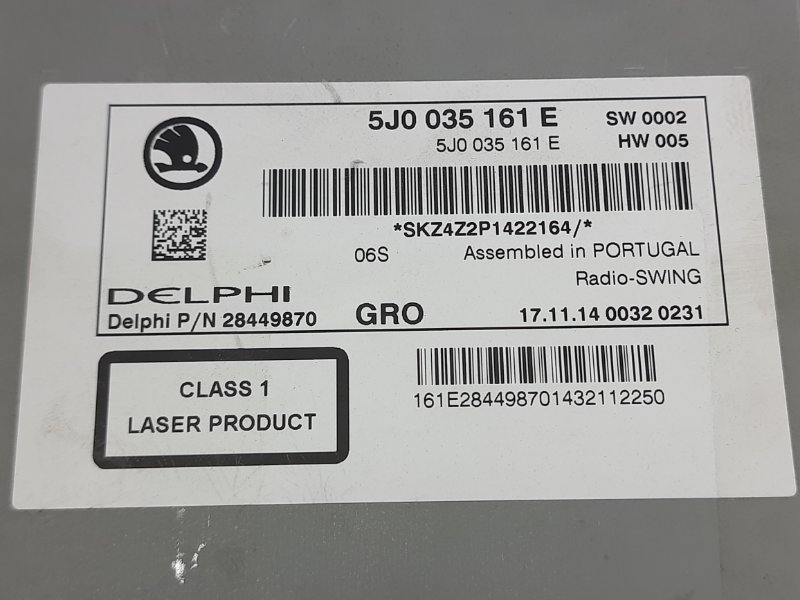 5J0 035 161 E SW 0002
5J0 035 161 E HW 005
*SKZ4Z2P1422164/*
06S Assembled in PORTUGAL
Radio-SWING
DELPHI
Delphi P/N 28449870 GRO 17.11.14 0032 0231
CLASS 1
LASER PRODUCT
161E284498701432112250